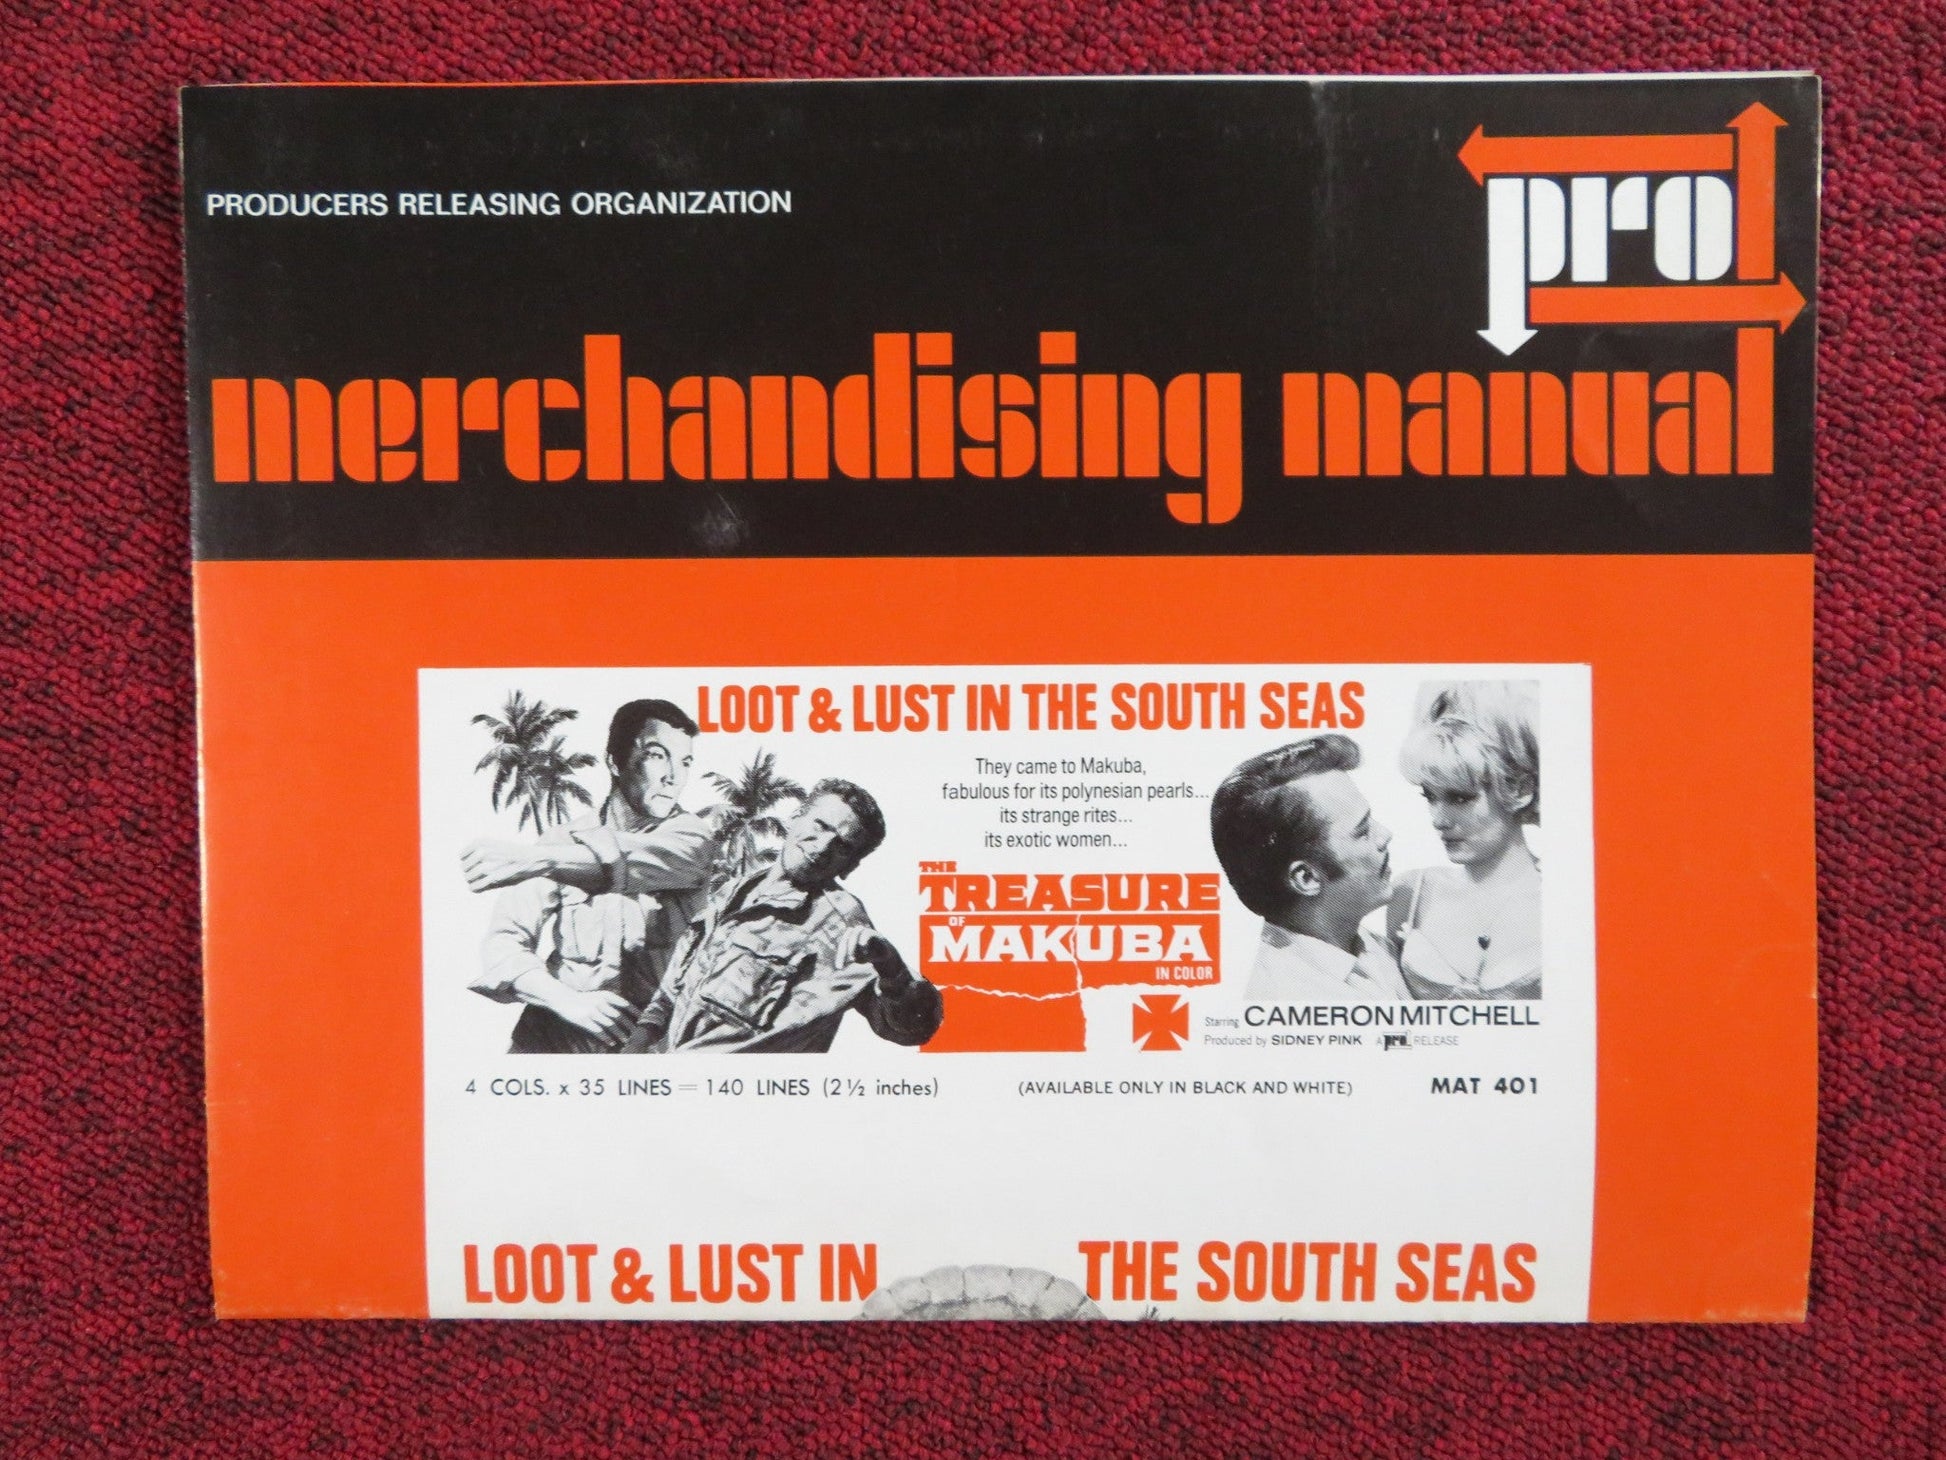 PRODUCERS RELEASING ORGANIZATION
pro
merchandising manual
LOOT & LUST IN THE SOUTH SEAS
They came to Makuba,
fabulous for its polynesian pearls...
its strange rites...
its exotic women...
THE
TREASURE
OF
MAKUBA
IN COLOR
Starring CAMERON MITCHELL
Produced by SIDNEY PINK A pro RELEASE
4 COLS. x 35 LINES = 140 LINES (2 ½ inches) (AVAILABLE ONLY IN BLACK AND WHITE) MAT 401
LOOT & LUST IN THE SOUTH SEAS